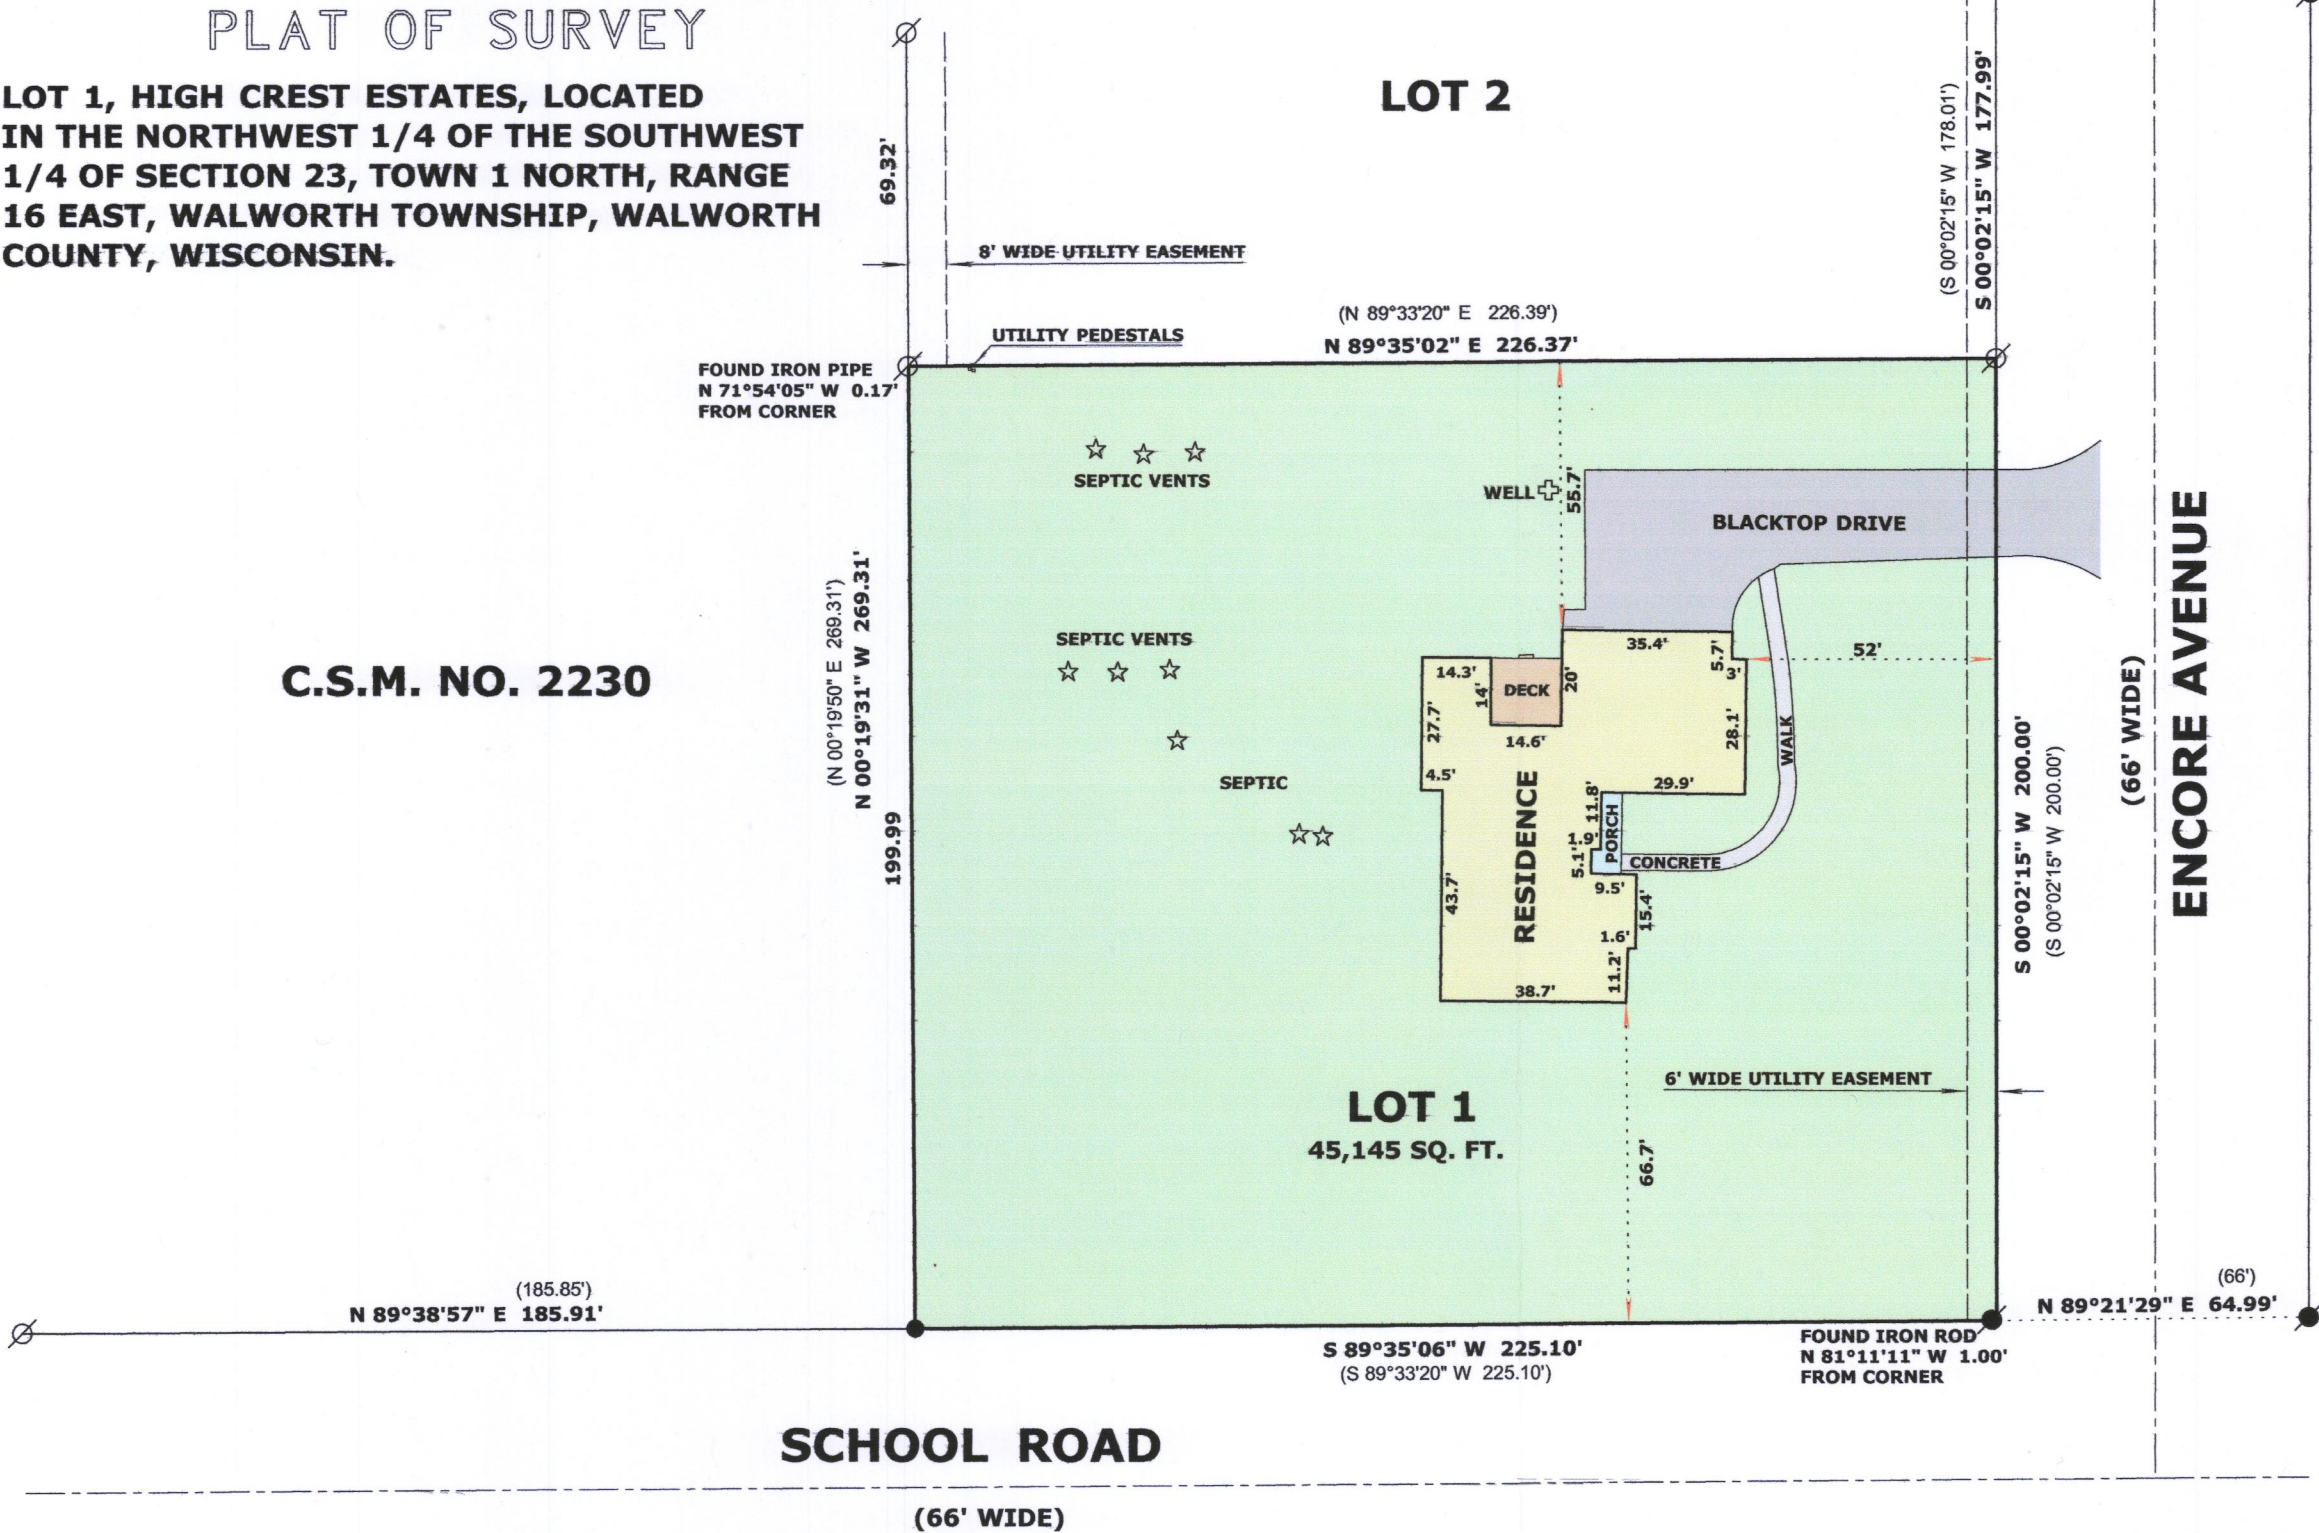 PLAT OF SURVEY
LOT 1, HIGH CREST ESTATES, LOCATED
IN THE NORTHWEST 1/4 OF THE SOUTHWEST
1/4 OF SECTION 23, TOWN 1 NORTH, RANGE
16 EAST, WALWORTH TOWNSHIP, WALWORTH
COUNTY, WISCONSIN.
LOT 2
69.32'
(S 00°02'15" W 178.01')
S 00°02'15" W 177.99'
8' WIDE UTILITY EASEMENT
(N 89°33'20" E 226.39')
N 89°35'02" E 226.37'
UTILITY PEDESTALS
FOUND IRON PIPE
N 71°54'05" W 0.17'
FROM CORNER
SEPTIC VENTS
WELL
55.7'
BLACKTOP DRIVE
ENCORE AVENUE
(66' WIDE)
C.S.M. NO. 2230
(N 00°19'50" E 269.31')
N 00°19'31" W 269.31'
199.99
SEPTIC VENTS
SEPTIC
35.4'
5.7'
3'
52'
14.3'
14'
DECK
20'
27.7'
14.6'
28.1'
WALK
4.5'
29.9'
11.8'
PORCH
1.9'
5.1'
CONCRETE
RESIDENCE
9.5'
43.7'
15.4'
1.6'
11.2'
38.7'
S 00°02'15" W 200.00'
(S 00°02'15" W 200.00')
6' WIDE UTILITY EASEMENT
LOT 1
45,145 SQ. FT.
66.7'
(185.85')
N 89°38'57" E 185.91'
(66')
N 89°21'29" E 64.99'
S 89°35'06" W 225.10'
(S 89°33'20" W 225.10')
FOUND IRON ROD
N 81°11'11" W 1.00'
FROM CORNER
SCHOOL ROAD
(66' WIDE)